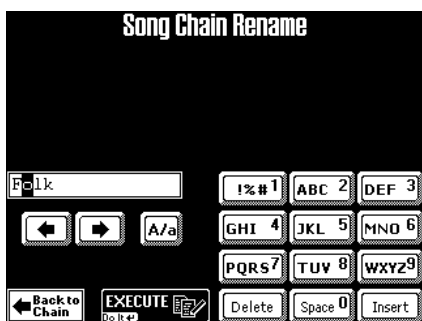 Song Chain Rename
Folk
!%#1 ABC 2 DEF 3
A/a GHI 4 JKL 5 MNO 6
PQRS7 TUV 8 WXYZ9
Back to Chain
EXECUTE
Do It
Delete Space 0 Insert